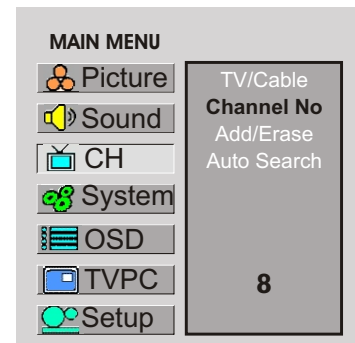 MAIN MENU
Picture
Sound
CH
System
OSD
TVPC
Setup
TV/Cable
Channel No
Add/Erase
Auto Search
8